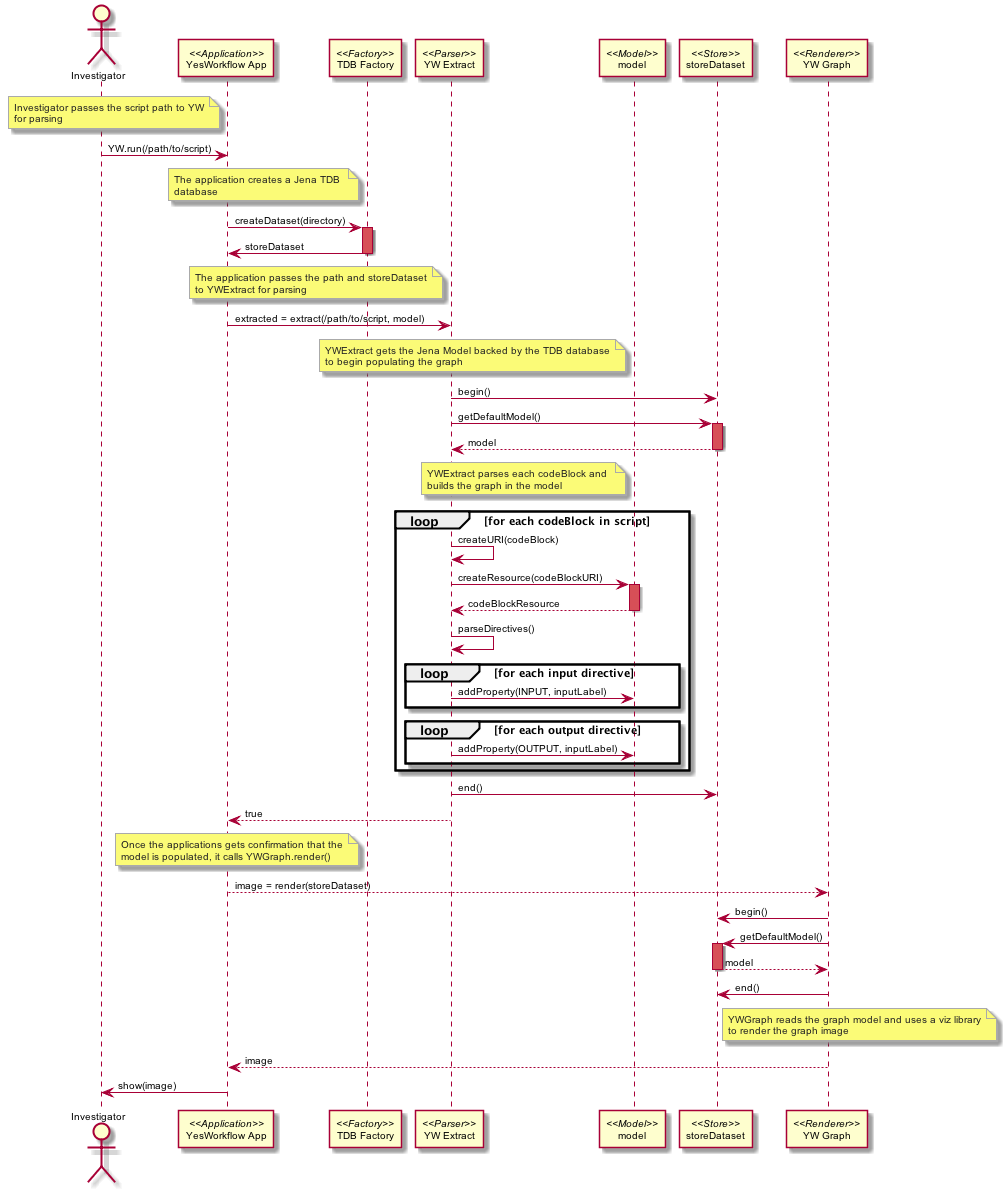 Investigator
<<Application>>
YesWorkflow App
<<Factory>>
TDB Factory
<<Parser>>
YW Extract
<<Model>>
model
<<Store>>
storeDataset
<<Renderer>>
YW Graph
Investigator passes the script path to YW
for parsing
YW.run(/path/to/script)
The application creates a Jena TDB
database
createDataset(directory)
storeDataset
The application passes the path and storeDataset
to YWExtract for parsing
extracted = extract(/path/to/script, model)
YWExtract gets the Jena Model backed by the TDB database
to begin populating the graph
begin()
getDefaultModel()
model
YWExtract parses each codeBlock and
builds the graph in the model
loop [for each codeBlock in script]
createURI(codeBlock)
createResource(codeBlockURI)
codeBlockResource
parseDirectives()
loop [for each input directive]
addProperty(INPUT, inputLabel)
loop [for each output directive]
addProperty(OUTPUT, inputLabel)
end()
true
Once the applications gets confirmation that the
model is populated, it calls YWGraph.render()
image = render(storeDataset)
begin()
getDefaultModel()
model
end()
YWGraph reads the graph model and uses a viz library
to render the graph image
image
show(image)
Investigator
<<Application>>
YesWorkflow App
<<Factory>>
TDB Factory
<<Parser>>
YW Extract
<<Model>>
model
<<Store>>
storeDataset
<<Renderer>>
YW Graph